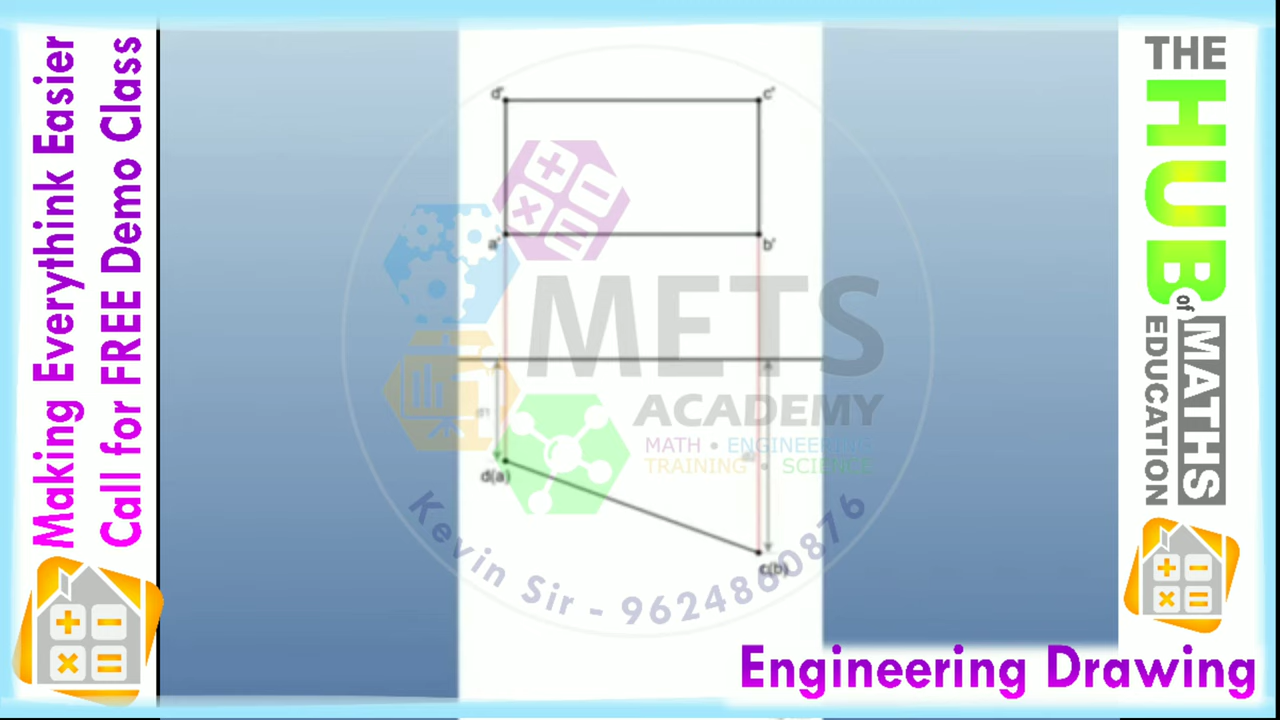 Making Everythink Easier
Call for FREE Demo Class
d'
c'
a'
b'
METS
ACADEMY
MATH • ENGINEERING
TRAINING • SCIENCE
d1
d(a)
c(b)
Kevin Sir - 9624860876
THE
HUB
of
MATHS
EDUCATION
Engineering Drawing